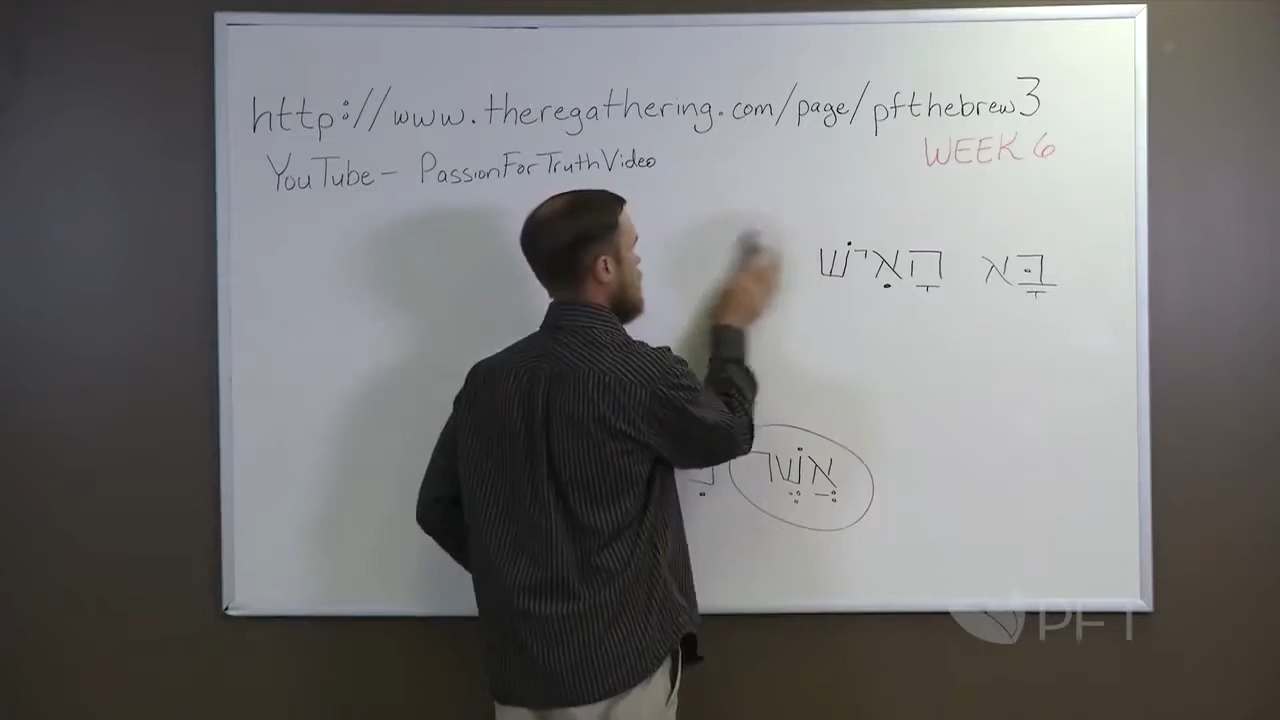 http://www.theregathering.com/page/pfthebrew3
YouTube- PassionForTruthVideo
WEEK 6
בָּא הָאִישׁ
אֲשֶׁר
PFT